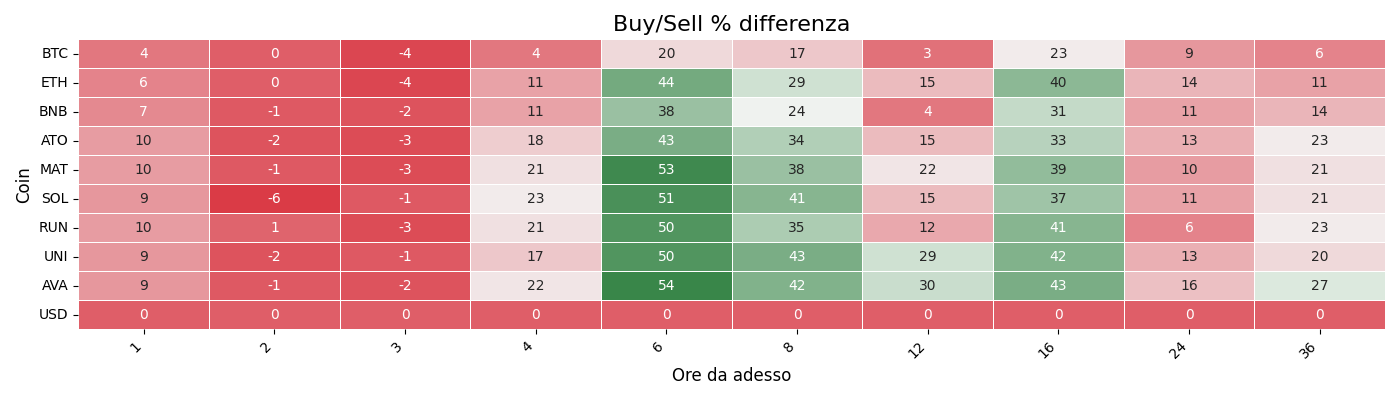 Buy/Sell % differenza
Coin
BTC 4 0 -4 4 20 17 3 23 9 6
ETH 6 0 -4 11 44 29 15 40 14 11
BNB 7 -1 -2 11 38 24 4 31 11 14
ATO 10 -2 -3 18 43 34 15 33 13 23
MAT 10 -1 -3 21 53 38 22 39 10 21
SOL 9 -6 -1 23 51 41 15 37 11 21
RUN 10 1 -3 21 50 35 12 41 6 23
UNI 9 -2 -1 17 50 43 29 42 13 20
AVA 9 -1 -2 22 54 42 30 43 16 27
USD 0 0 0 0 0 0 0 0 0 0
1 2 3 4 6 8 12 16 24 36
Ore da adesso